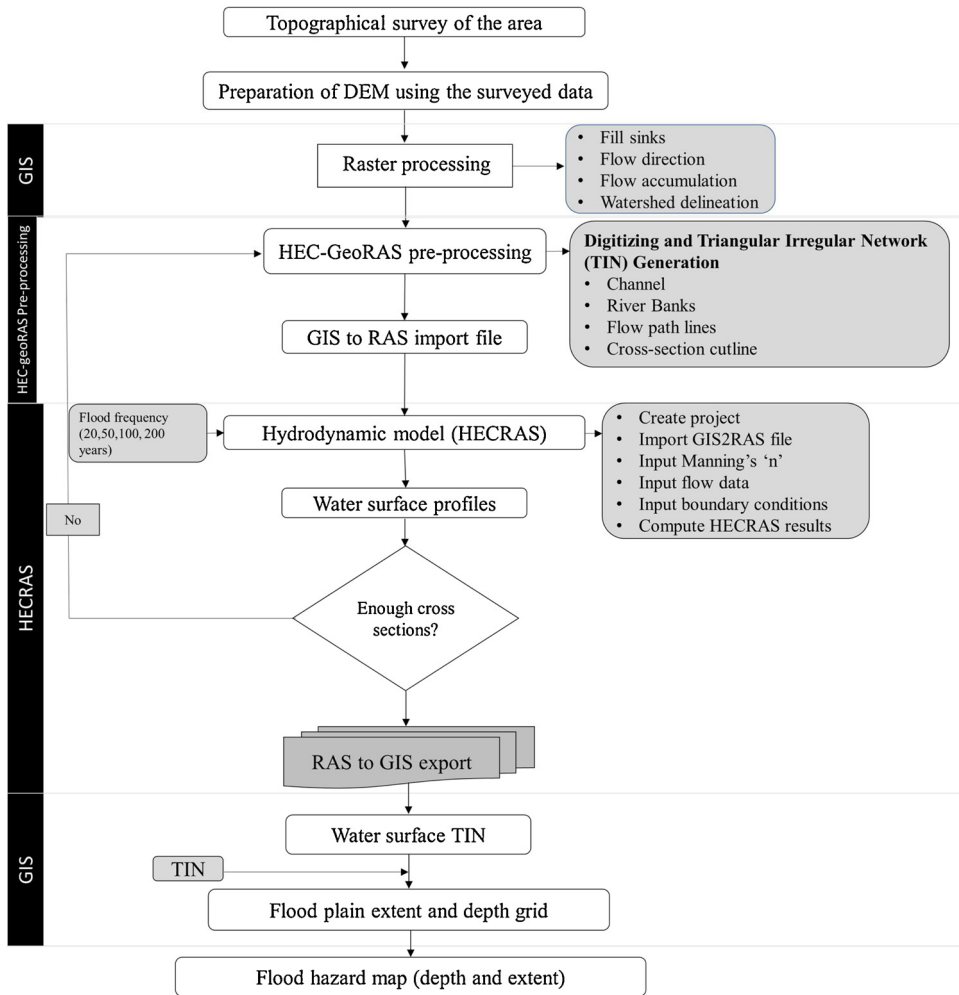 Topographical survey of the area
Preparation of DEM using the surveyed data
GIS
Raster processing
• Fill sinks
• Flow direction
• Flow accumulation
• Watershed delineation
HEC-geoRAS Pre-processing
HEC-GeoRAS pre-processing
Digitizing and Triangular Irregular Network
(TIN) Generation
• Channel
• River Banks
• Flow path lines
• Cross-section cutline
GIS to RAS import file
HECRAS
Flood frequency
(20,50,100, 200
years)
Hydrodynamic model (HECRAS)
• Create project
• Import GIS2RAS file
• Input Manning’s ‘n’
• Input flow data
• Input boundary conditions
• Compute HECRAS results
Water surface profiles
No
Enough cross
sections?
RAS to GIS export
GIS
Water surface TIN
TIN
Flood plain extent and depth grid
Flood hazard map (depth and extent)